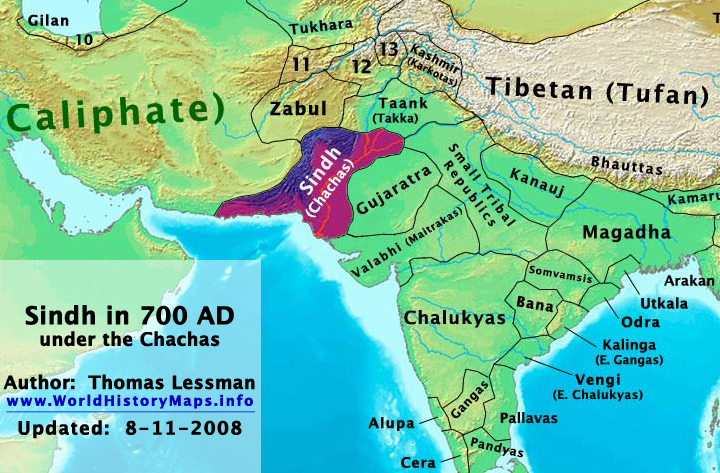 Gilan
10
Tukhara
11
12
13
Kashmir
(Karkotas)
Tibetan (Tufan)
Caliphate)
Zabul
Taank
(Takka)
Sindh
(Chachas)
Gujaratra
Small Tribal
Republics
Kanauj
Bhauttas
Kamaru
Magadha
Valabhi (Maitrakas)
Somvamsis
Arakan
Utkala
Odra
Bana
Chalukyas
Kalinga
(E. Gangas)
Vengi
(E. Chalukyas)
Gangas
Alupa
Pallavas
Pandyas
Cera
Sindh in 700 AD
under the Chachas
Author: Thomas Lessman
www.WorldHistoryMaps.info
Updated: 8-11-2008